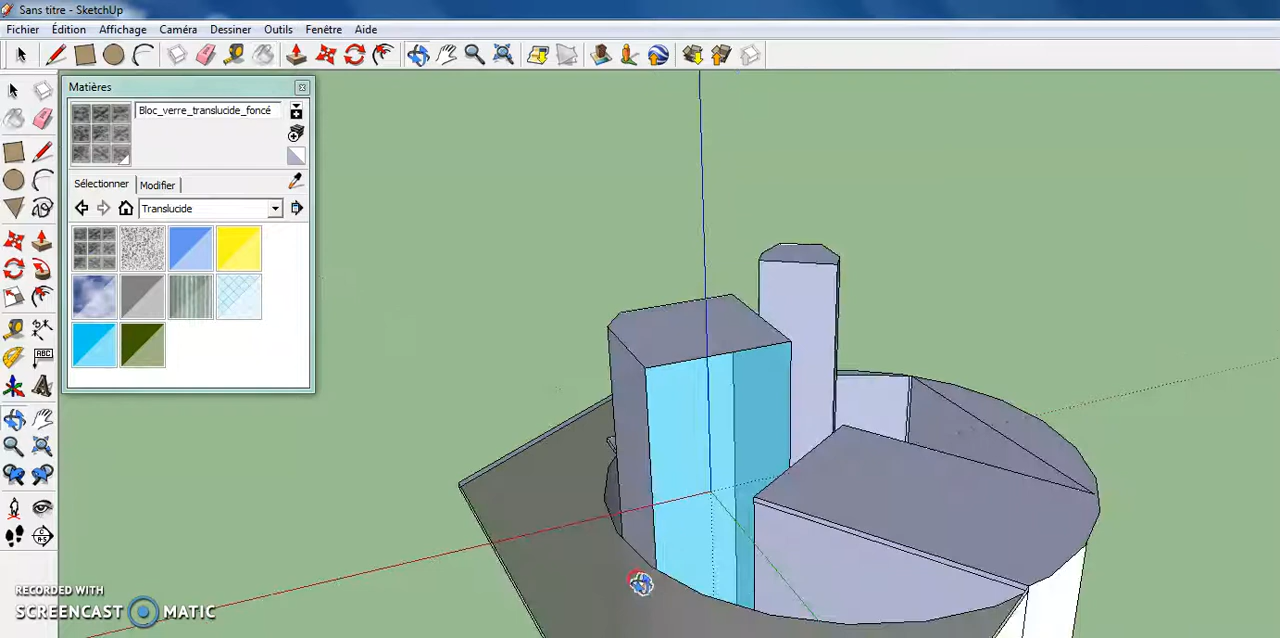 Sans titre - SketchUp
Fichier Édition Affichage Caméra Dessiner Outils Fenêtre Aide
Matières
Bloc_verre_translucide_foncé
Sélectionner Modifier
Translucide
ABC
RECORDED WITH
SCREENCAST MATIC